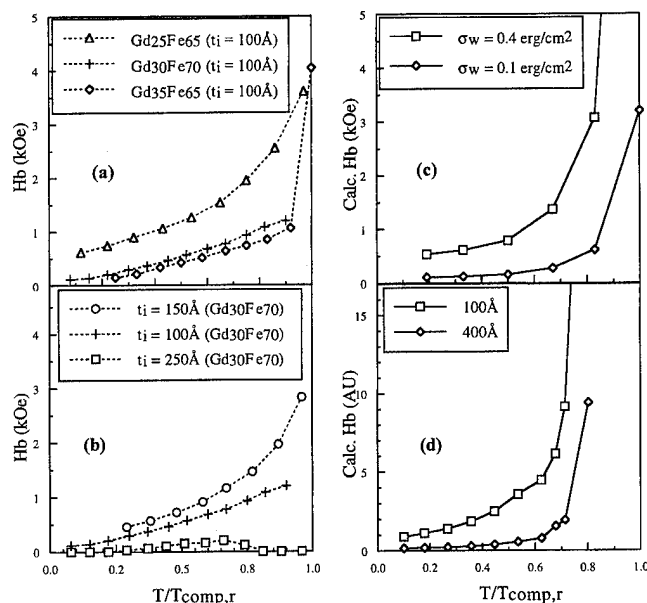 Gd25Fe65 (ti = 100Å)
Gd30Fe70 (ti = 100Å)
Gd35Fe65 (ti = 100Å)
5
4
3
2
1
0
Hb (kOe)
(a)
σw = 0.4 erg/cm2
σw = 0.1 erg/cm2
5
4
3
2
1
0
Calc. Hb (kOe)
(c)
ti = 150Å (Gd30Fe70)
ti = 100Å (Gd30Fe70)
ti = 250Å (Gd30Fe70)
4
3
2
1
0
Hb (kOe)
(b)
0.0 0.2 0.4 0.6 0.8 1.0
T/Tcomp,r
100Å
400Å
15
10
5
0
Calc. Hb (AU)
(d)
0.0 0.2 0.4 0.6 0.8 1.0
T/Tcomp,r